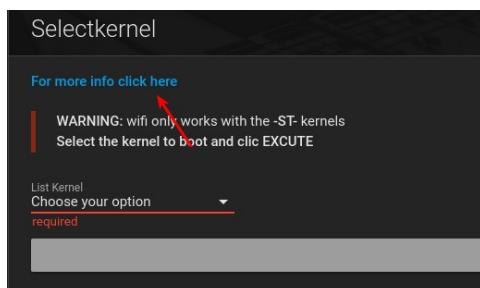 Selectkernel
For more info click here
WARNING: wifi only works with the -ST- kernels
Select the kernel to boot and clic EXCUTE
List Kernel
Choose your option
required